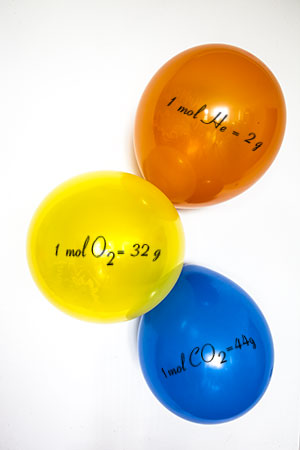 1 mol He = 2 g
1 mol O₂ = 32 g
1 mol CO₂ = 44g